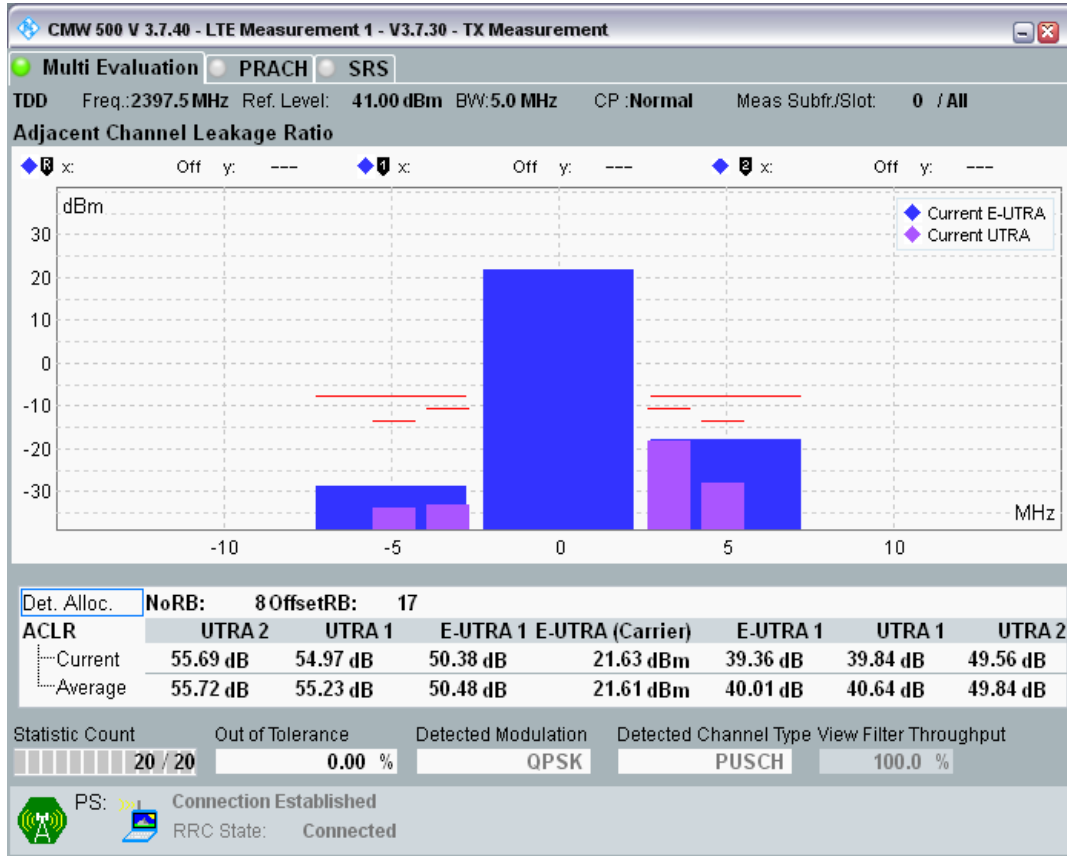 CMW 500 V 3.7.40 - LTE Measurement 1 - V3.7.30 - TX Measurement
Multi Evaluation PRACH SRS
TDD Freq.:2397.5 MHz Ref. Level: 41.00 dBm BW:5.0 MHz CP :Normal Meas Subfr./Slot: 0 / All
Adjacent Channel Leakage Ratio
R x: Off y: --- 1 x: Off y: --- 2 x: Off y: ---
dBm
Current E-UTRA
Current UTRA
30
20
10
0
-10
-20
-30
MHz
-10 -5 0 5 10
Det. Alloc. NoRB: 8 OffsetRB: 17
ACLR UTRA 2 UTRA 1 E-UTRA 1 E-UTRA (Carrier) E-UTRA 1 UTRA 1 UTRA 2
Current 55.69 dB 54.97 dB 50.38 dB 21.63 dBm 39.36 dB 39.84 dB 49.56 dB
Average 55.72 dB 55.23 dB 50.48 dB 21.61 dBm 40.01 dB 40.64 dB 49.84 dB
Statistic Count Out of Tolerance Detected Modulation Detected Channel Type View Filter Throughput
20 / 20 0.00 % QPSK PUSCH 100.0 %
PS: Connection Established
RRC State: Connected